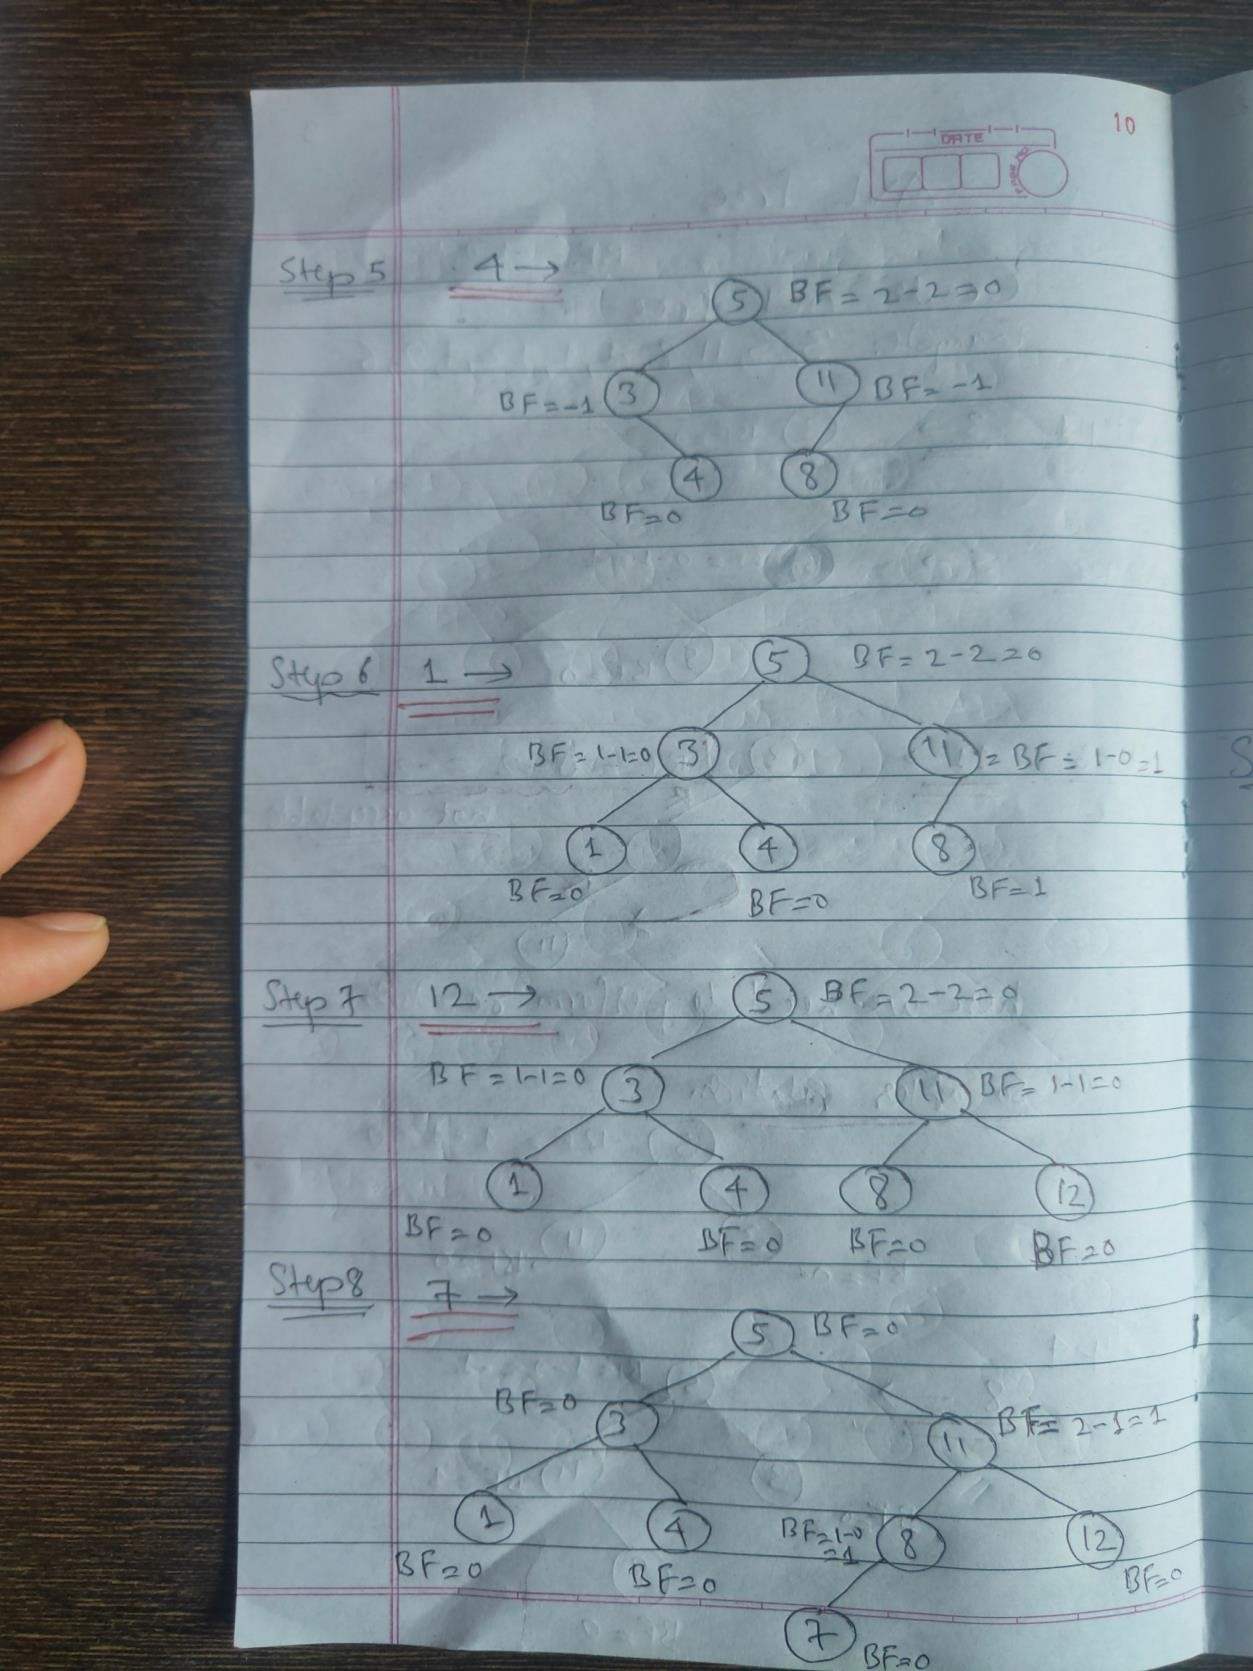 10
DATE
PAGE NO
Step 5 4 →
5 BF = 2-2=0
BF=-1 3 11 BF= -1
4 8
BF=0 BF=0
Step 6 1 →
5 BF = 2-2=0
BF = 1-1=0 3 11 = BF = 1-0=1
1 4 8
BF=0 BF=0 BF=1
Step 7 12 →
5 BF = 2-2=0
BF = 1-1=0 3 11 BF= 1-1=0
1 4 8 12
BF=0 BF=0 BF=0 BF=0
Step 8 7 →
5 BF=0
BF=0 3 11 BF= 2-1=1
1 4 BF=1-0 8 12
=1
BF=0 BF=0 BF=0
7 BF=0